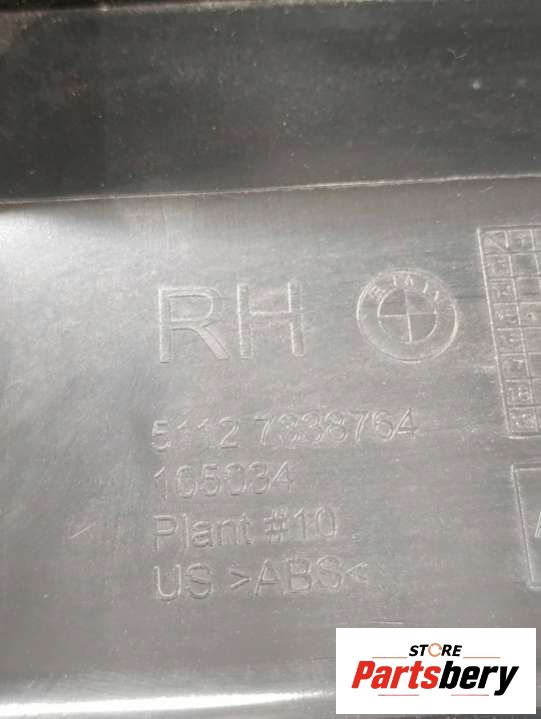 RH
BMW
5112 7338764
105034
Plant #10
US >ABS<
STORE
Partsbery